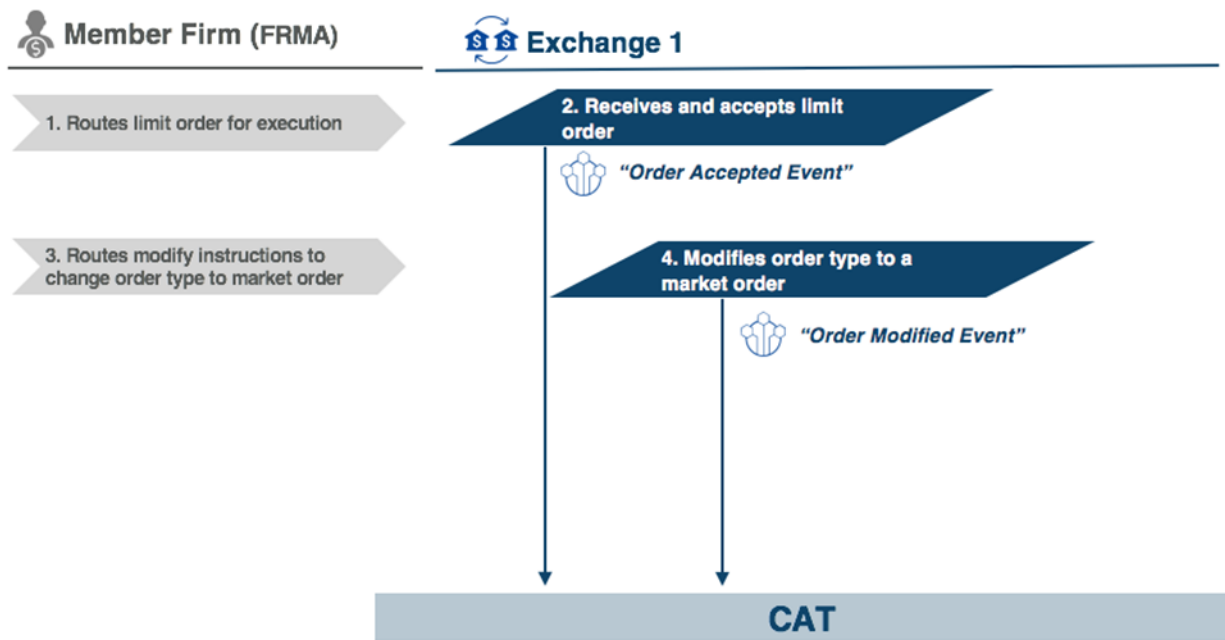 Member Firm (FRMA)
Exchange 1
1. Routes limit order for execution
2. Receives and accepts limit
order
“Order Accepted Event”
3. Routes modify instructions to
change order type to market order
4. Modifies order type to a
market order
“Order Modified Event”
CAT